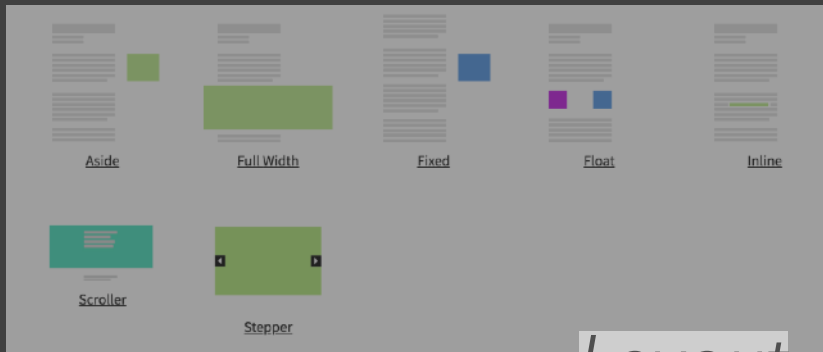 Aside
Full Width
Fixed
Float
Inline
Scroller
Stepper